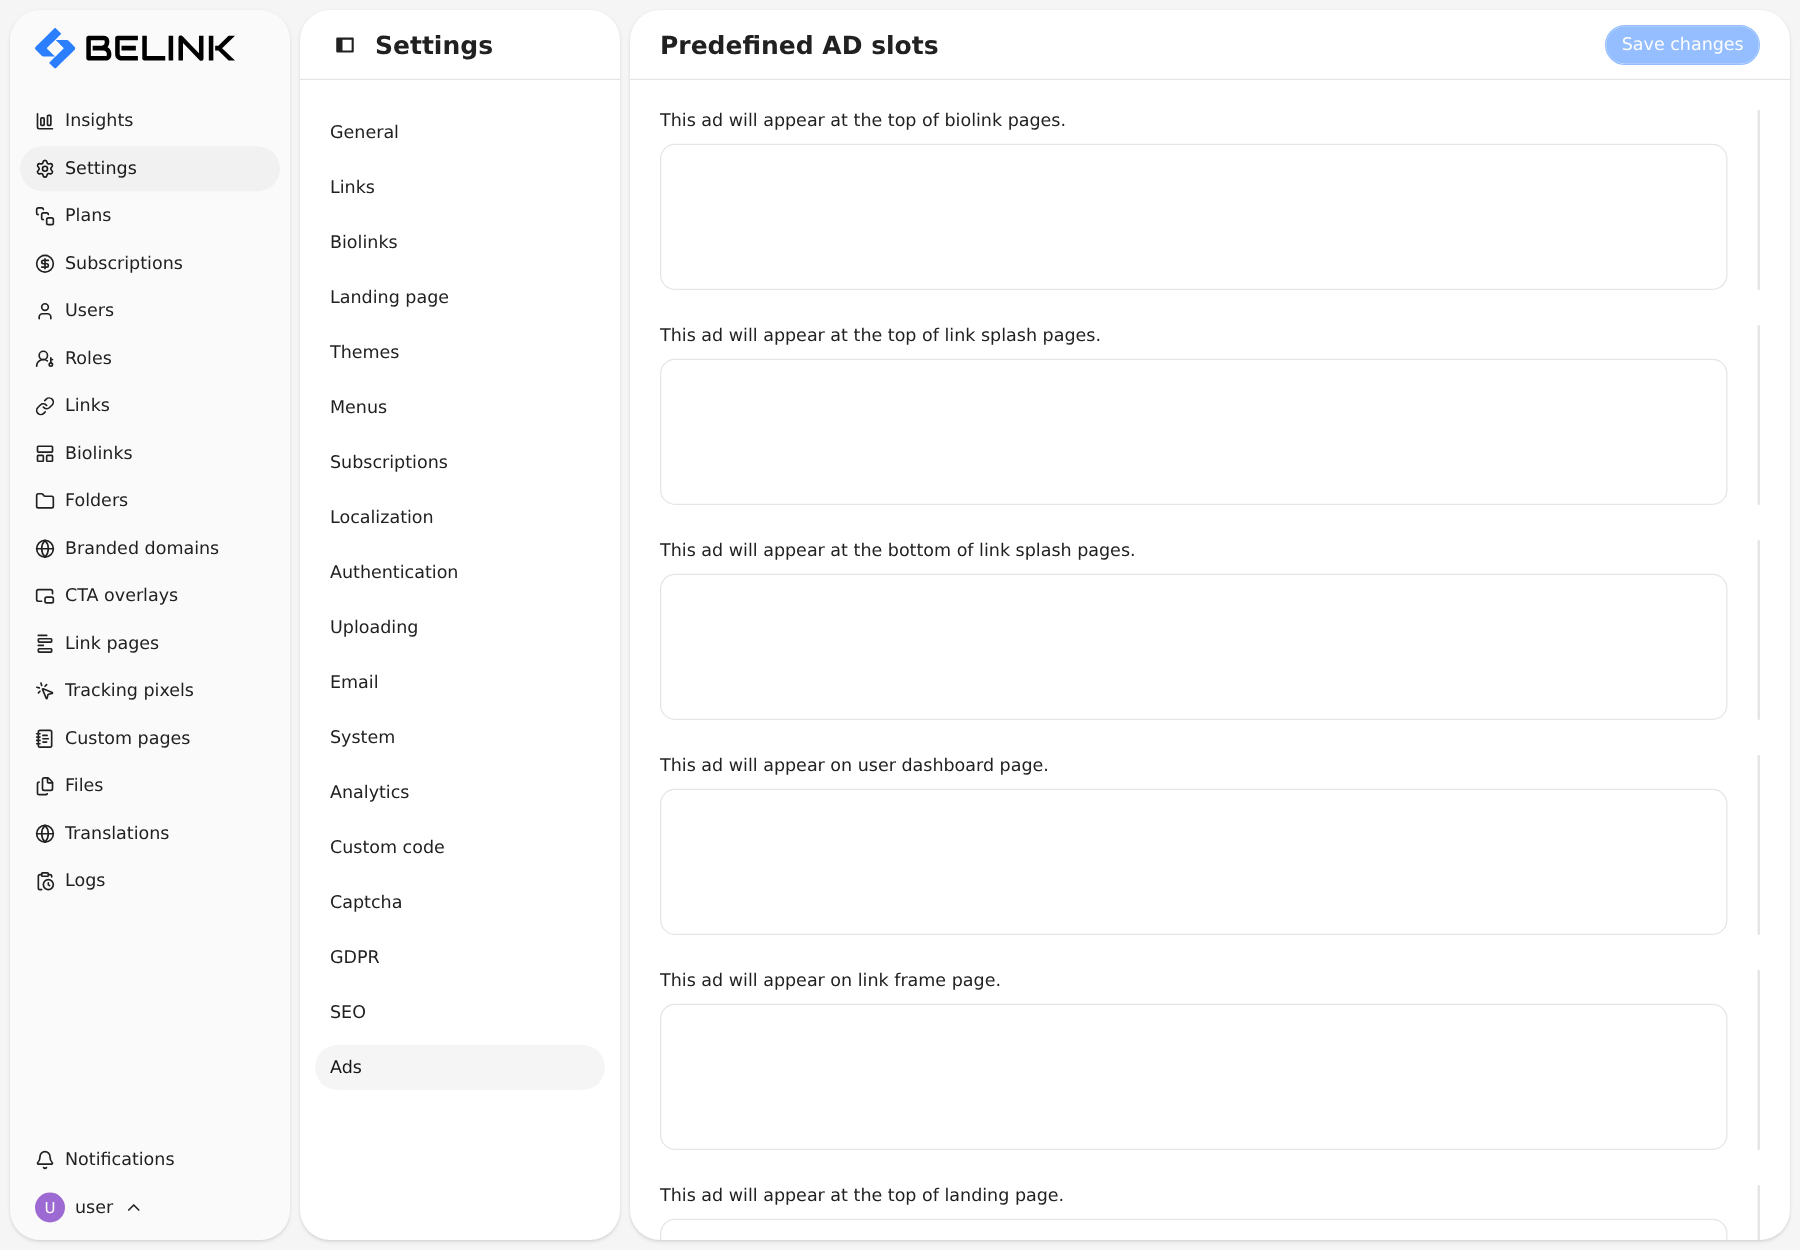 BELINK
Insights
Settings
Plans
Subscriptions
Users
Roles
Links
Biolinks
Folders
Branded domains
CTA overlays
Link pages
Tracking pixels
Custom pages
Files
Translations
Logs
Notifications
U user
Settings
General
Links
Biolinks
Landing page
Themes
Menus
Subscriptions
Localization
Authentication
Uploading
Email
System
Analytics
Custom code
Captcha
GDPR
SEO
Ads
Predefined AD slots
Save changes
This ad will appear at the top of biolink pages.
This ad will appear at the top of link splash pages.
This ad will appear at the bottom of link splash pages.
This ad will appear on user dashboard page.
This ad will appear on link frame page.
This ad will appear at the top of landing page.